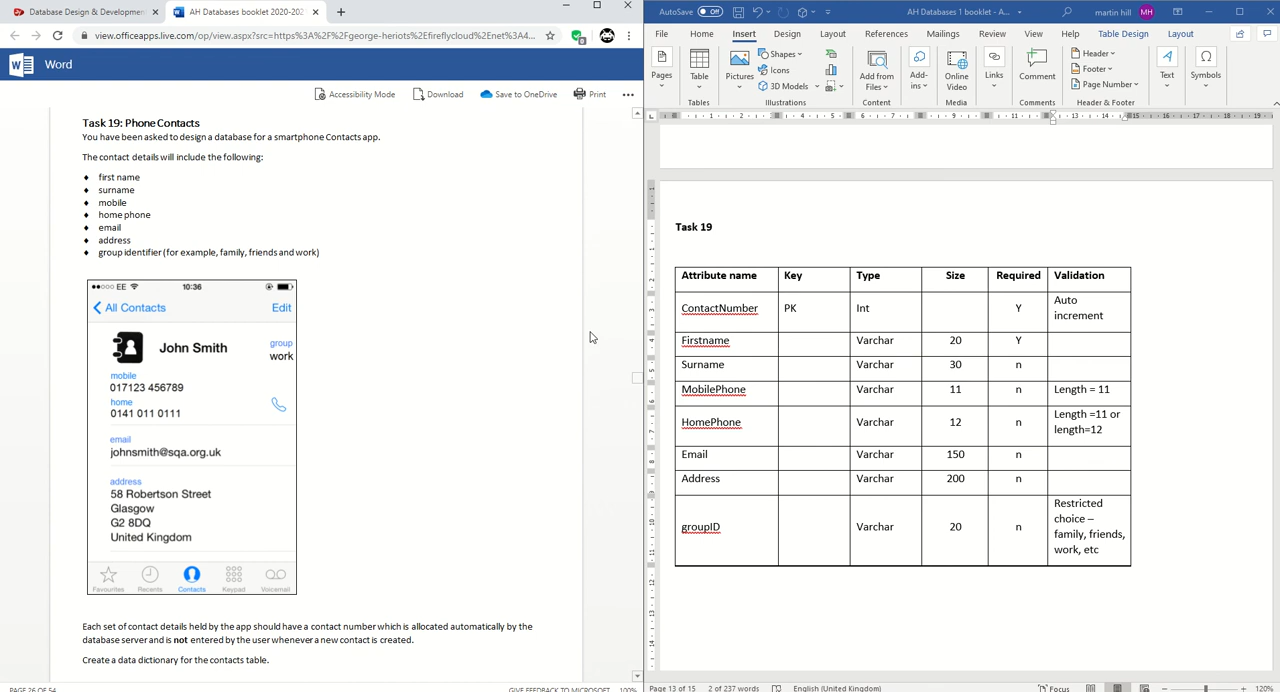 Database Design & Developmen
AH Databases booklet 2020-202
view.officeapps.live.com/op/view.aspx?src=https%3A%2F%2Fgeorge-heriots%2Efireflycloud%2Enet%3A4...
Word
Accessibility Mode
Download
Save to OneDrive
Print
Task 19: Phone Contacts
You have been asked to design a database for a smartphone Contacts app.
The contact details will include the following:
first name
surname
mobile
home phone
email
address
group identifier (for example, family, friends and work)
EE 10:36
All Contacts Edit
John Smith
group
work
mobile
017123 456789
home
0141 011 0111
email
johnsmith@sqa.org.uk
address
58 Robertson Street
Glasgow
G2 8DQ
United Kingdom
Favourites Recents Contacts Keypad Voicemail
Each set of contact details held by the app should have a contact number which is allocated automatically by the
database server and is not entered by the user whenever a new contact is created.
Create a data dictionary for the contacts table.
PAGE 26 OF 54 GIVE FEEDBACK TO MICROSOFT 100%
AutoSave Off AH Databases 1 booklet - A... martin hill MH
File Home Insert Design Layout References Mailings Review View Help Table Design Layout
Pages
Table
Pictures
Shapes
Icons
3D Models
Add from
Files
Add-
ins
Online
Video
Links
Comment
Header
Footer
Page Number
Text
Symbols
Tables Illustrations Content Media Comments Header & Footer
Task 19
Attribute name Key Type Size Required Validation
ContactNumber PK Int Y Auto
increment
Firstname Varchar 20 Y
Surname Varchar 30 n
MobilePhone Varchar 11 n Length = 11
HomePhone Varchar 12 n Length =11 or
length=12
Email Varchar 150 n
Address Varchar 200 n
groupID Varchar 20 n Restricted
choice –
family, friends,
work, etc
Page 13 of 15 2 of 237 words English (United Kingdom) Focus 120%